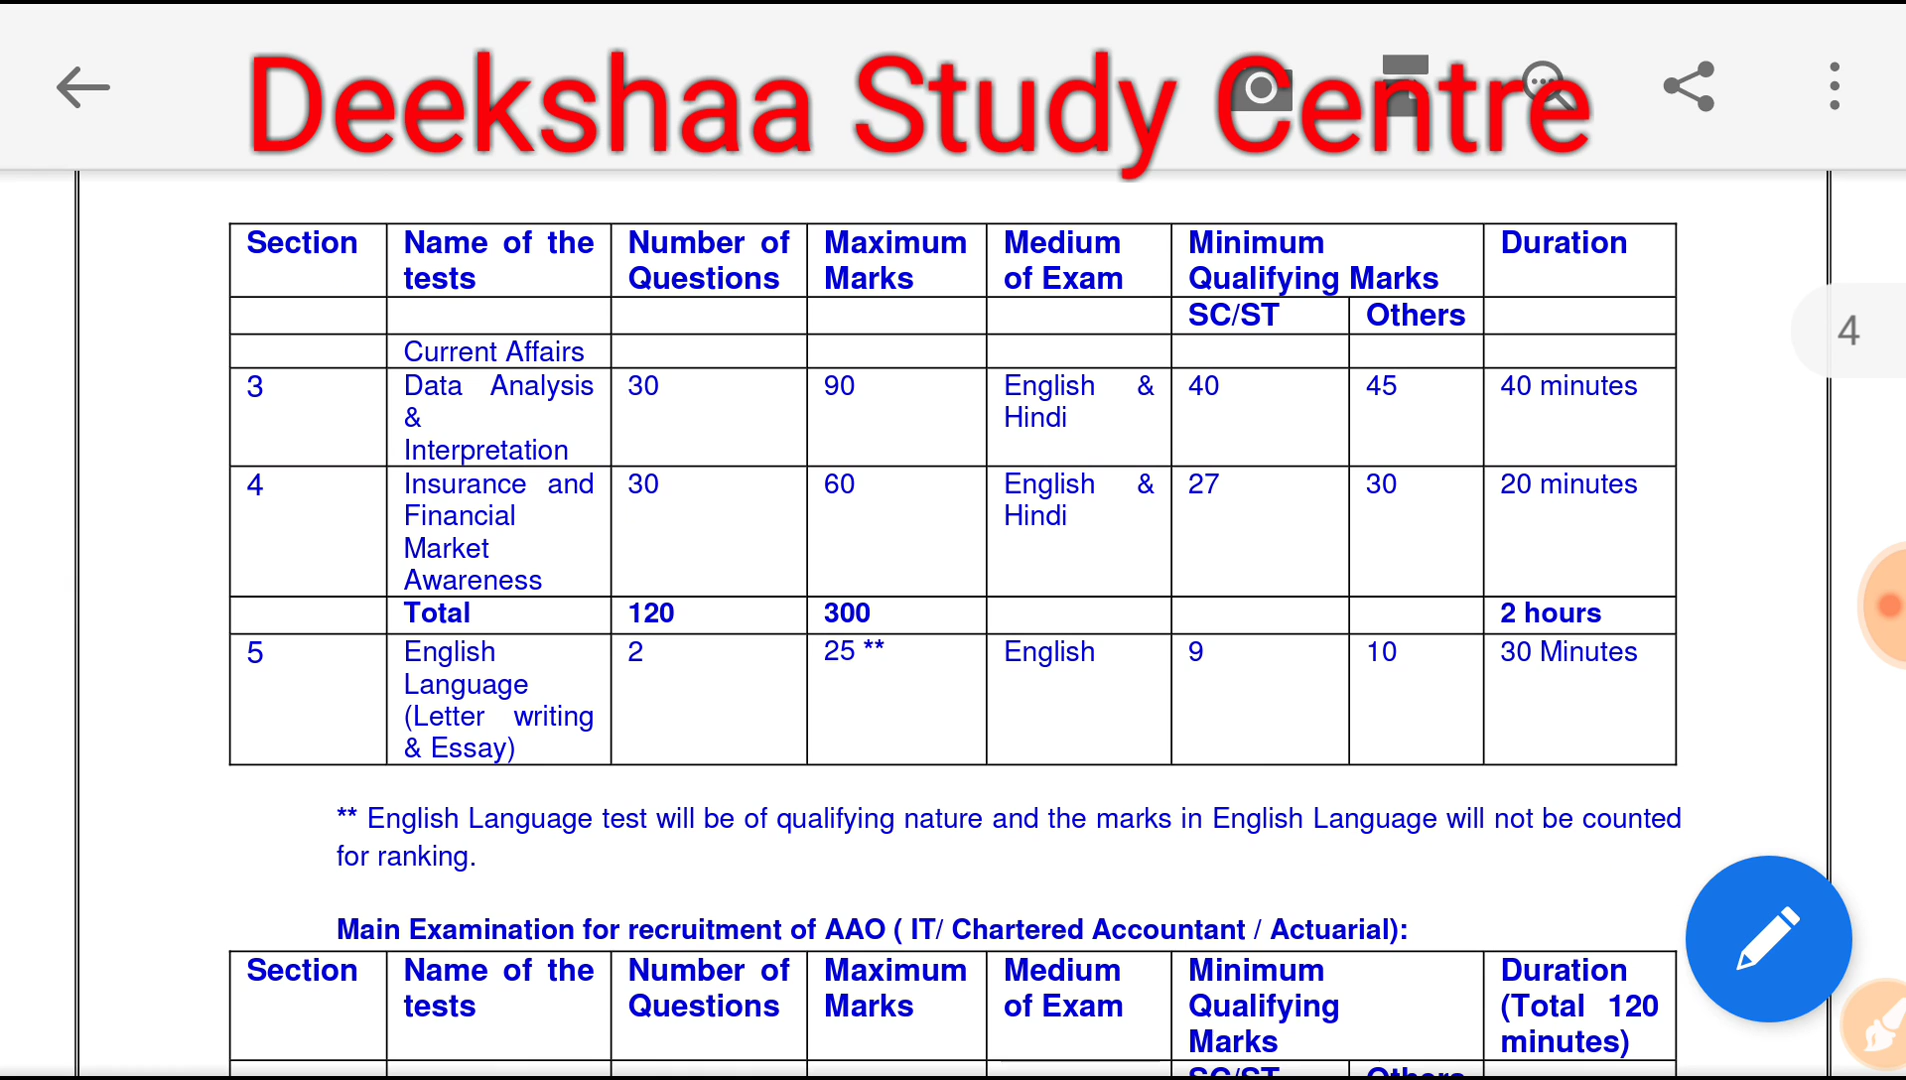 Deekshaa Study Centre
4
Section Name of the Number of Maximum Medium Minimum Duration
tests Questions Marks of Exam Qualifying Marks
SC/ST Others
Current Affairs
3 Data Analysis 30 90 English & 40 45 40 minutes
& Hindi
Interpretation
4 Insurance and 30 60 English & 27 30 20 minutes
Financial Hindi
Market
Awareness
Total 120 300 2 hours
5 English 2 25 ** English 9 10 30 Minutes
Language
(Letter writing
& Essay)
** English Language test will be of qualifying nature and the marks in English Language will not be counted
for ranking.
Main Examination for recruitment of AAO ( IT/ Chartered Accountant / Actuarial):
Section Name of the Number of Maximum Medium Minimum Duration
tests Questions Marks of Exam Qualifying (Total 120
Marks minutes)
SC/ST Others